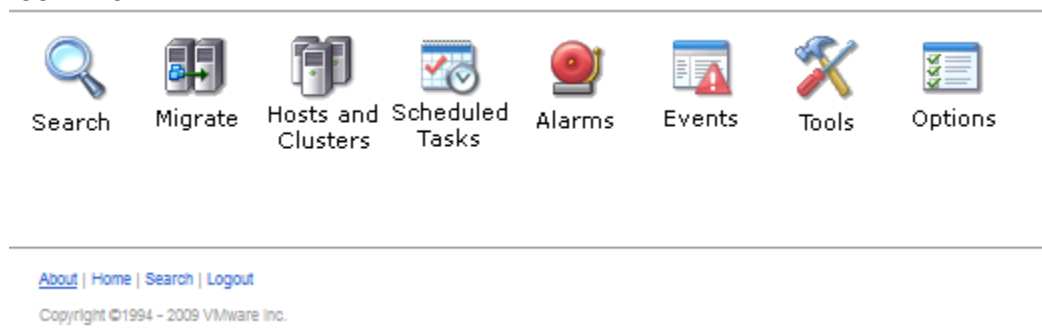 Search
Migrate
Hosts and
Clusters
Scheduled
Tasks
Alarms
Events
Tools
Options
About | Home | Search | Logout
Copyright ©1994 - 2009 VMware Inc.